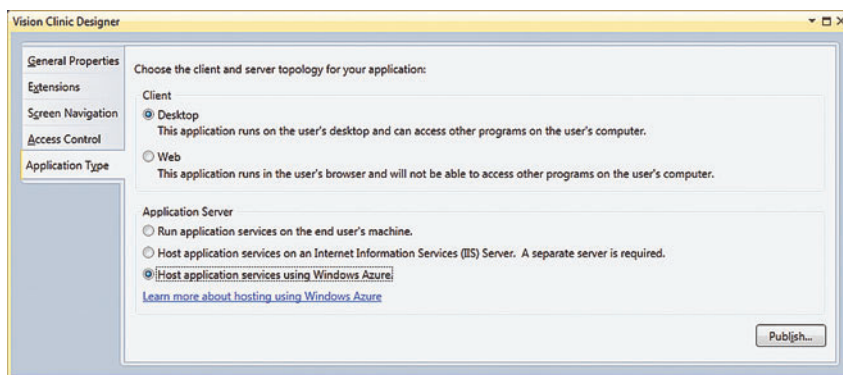 Vision Clinic Designer
General Properties
Extensions
Screen Navigation
Access Control
Application Type
Choose the client and server topology for your application:
Client
Desktop
This application runs on the user's desktop and can access other programs on the user's computer.
Web
This application runs in the user's browser and will not be able to access other programs on the user's computer.
Application Server
Run application services on the end user's machine.
Host application services on an Internet Information Services (IIS) Server. A separate server is required.
Host application services using Windows Azure.
Learn more about hosting using Windows Azure
Publish...